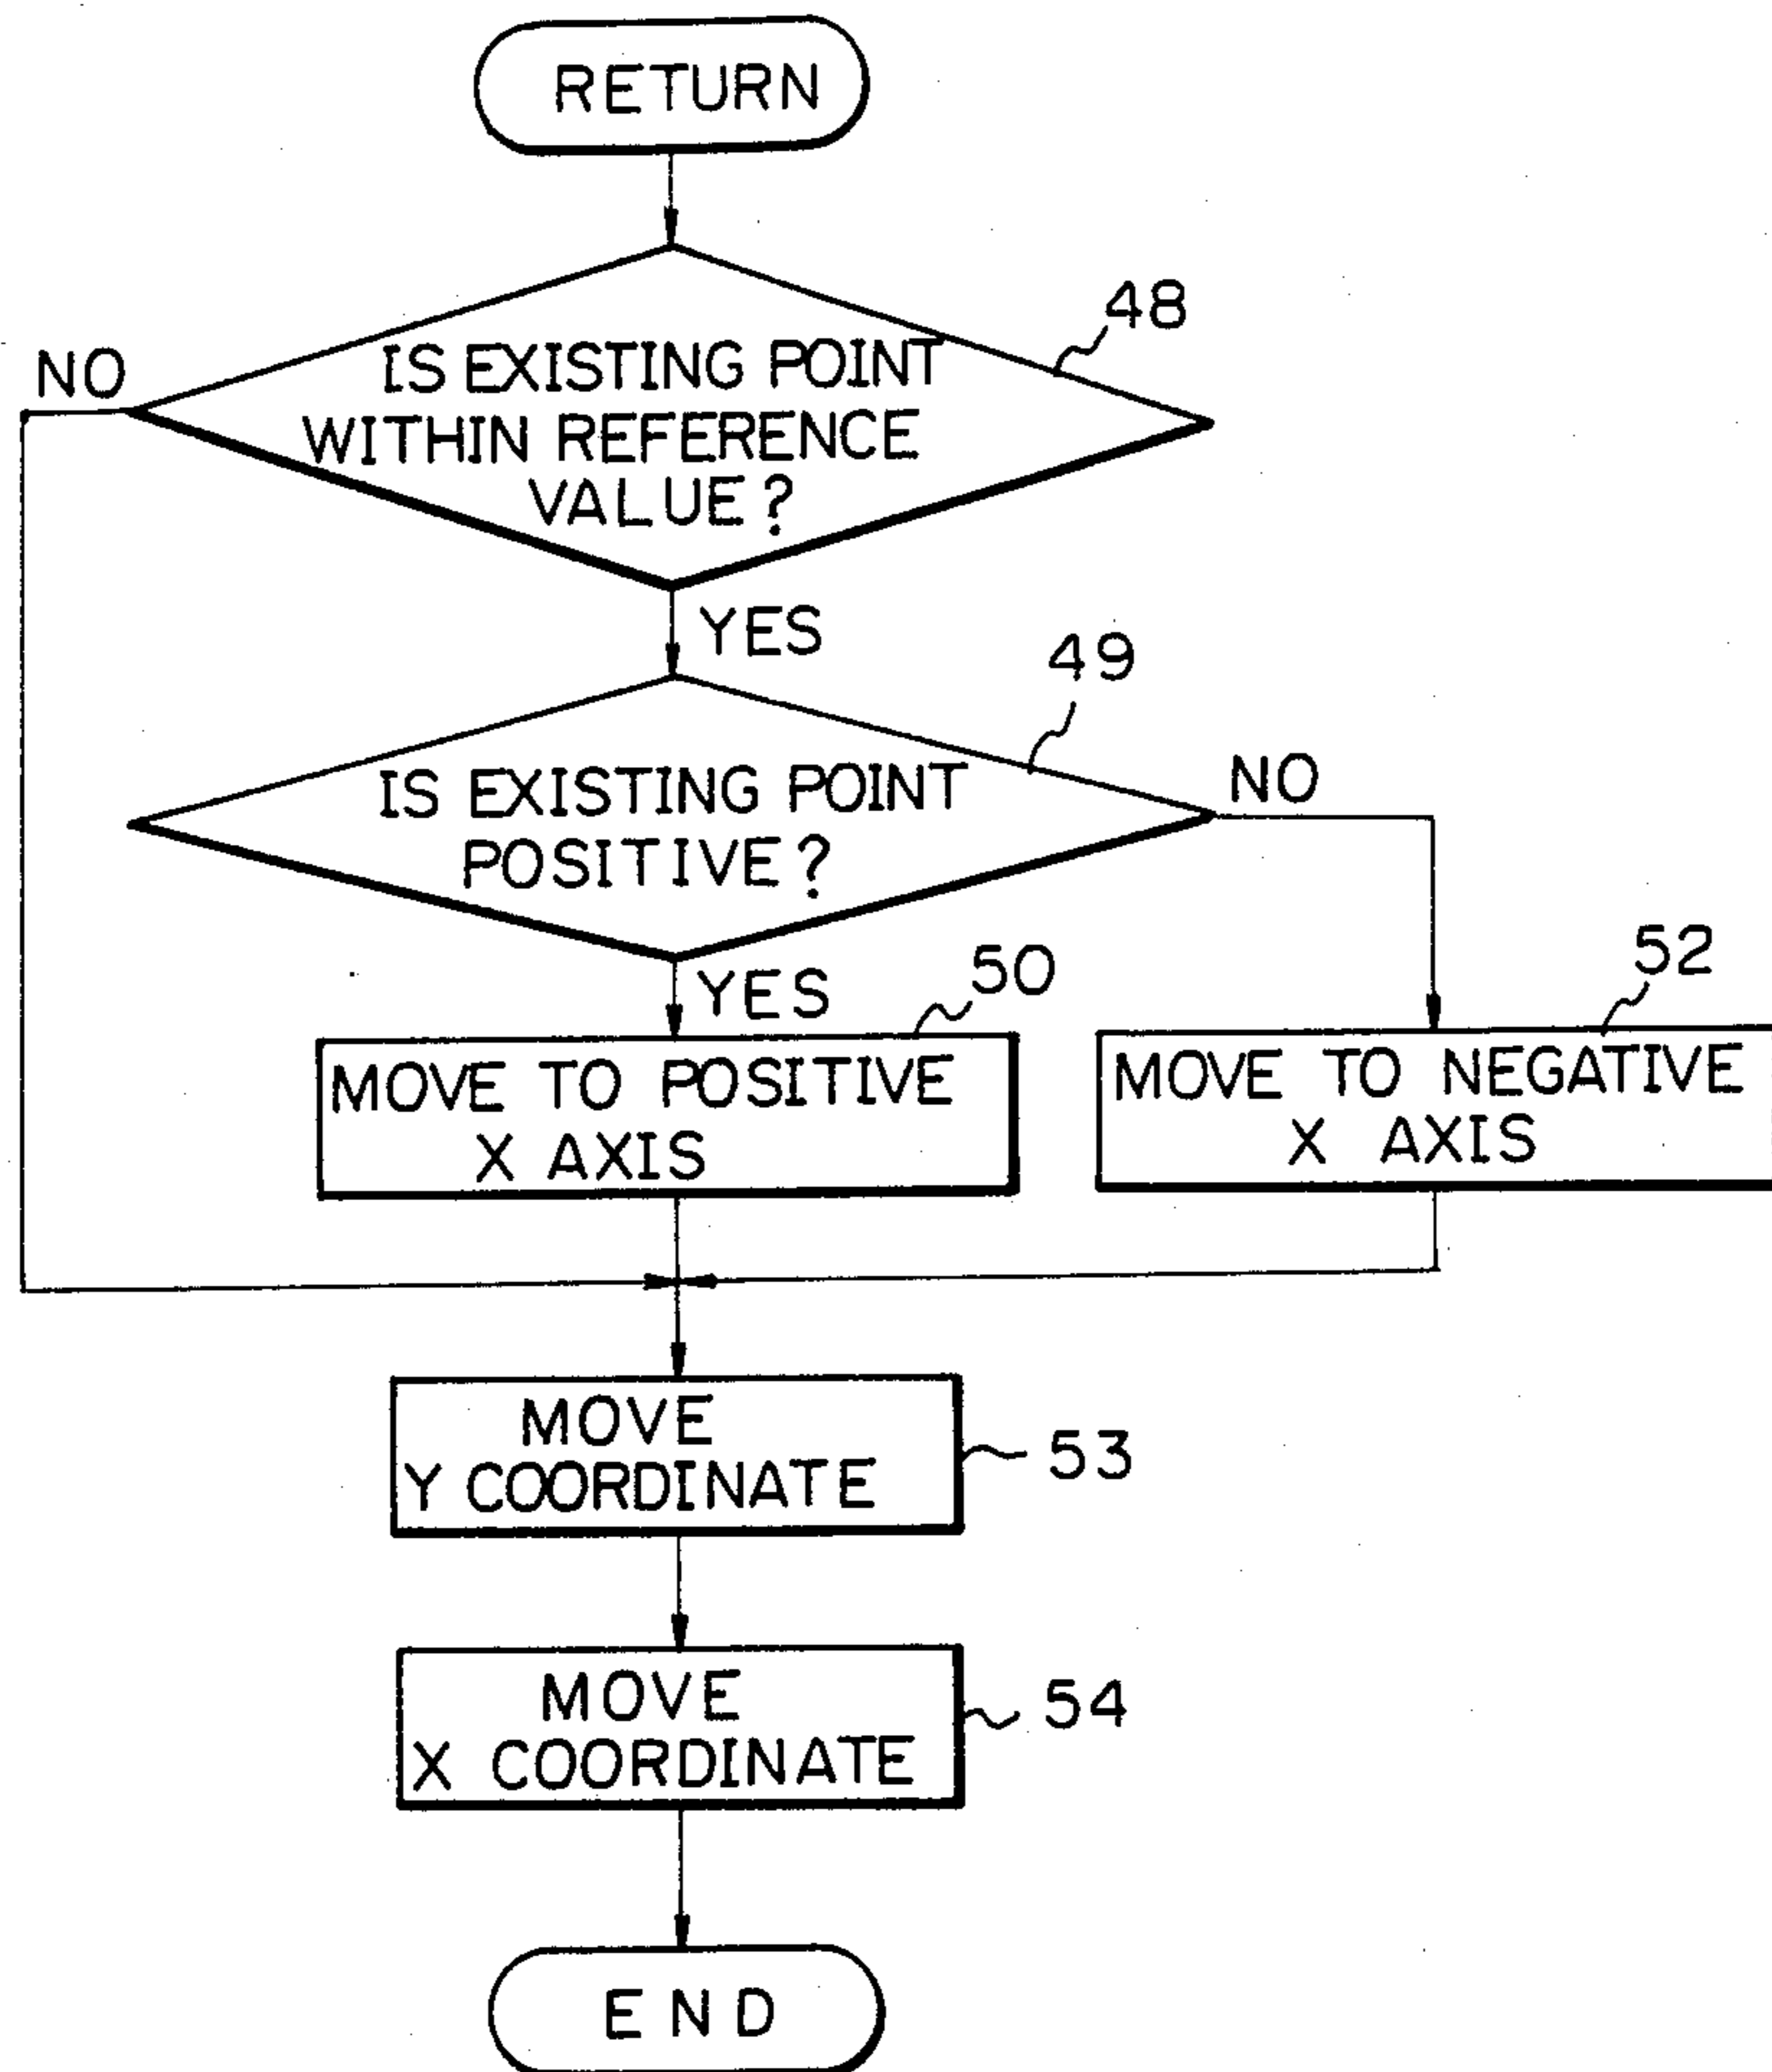 RETURN
48
NO
IS EXISTING POINT
WITHIN REFERENCE
VALUE?
YES
49
IS EXISTING POINT
POSITIVE?
NO
YES
50
52
MOVE TO POSITIVE
X AXIS
MOVE TO NEGATIVE
X AXIS
MOVE
Y COORDINATE
53
MOVE
X COORDINATE
54
END